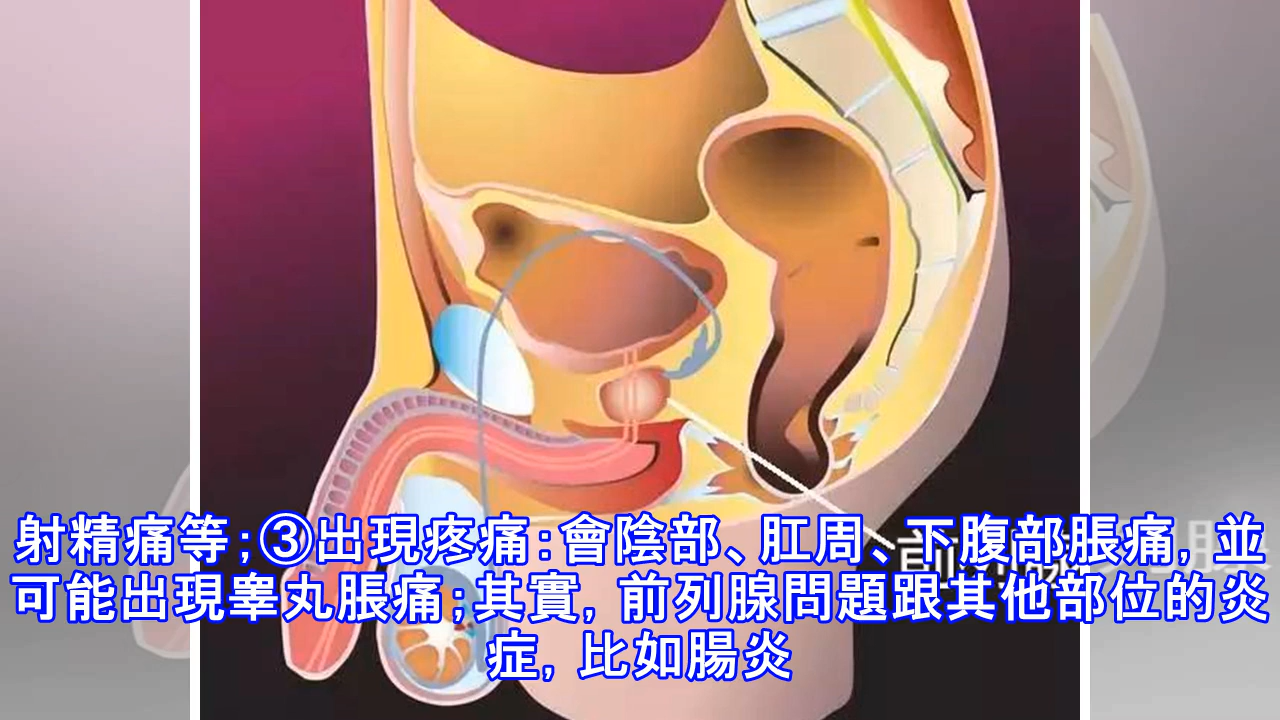 射精痛等;③出現疼痛:會陰部、肛周、下腹部脹痛, 並
可能出現睾丸脹痛;其實, 前列腺問題跟其他部位的炎
症, 比如腸炎